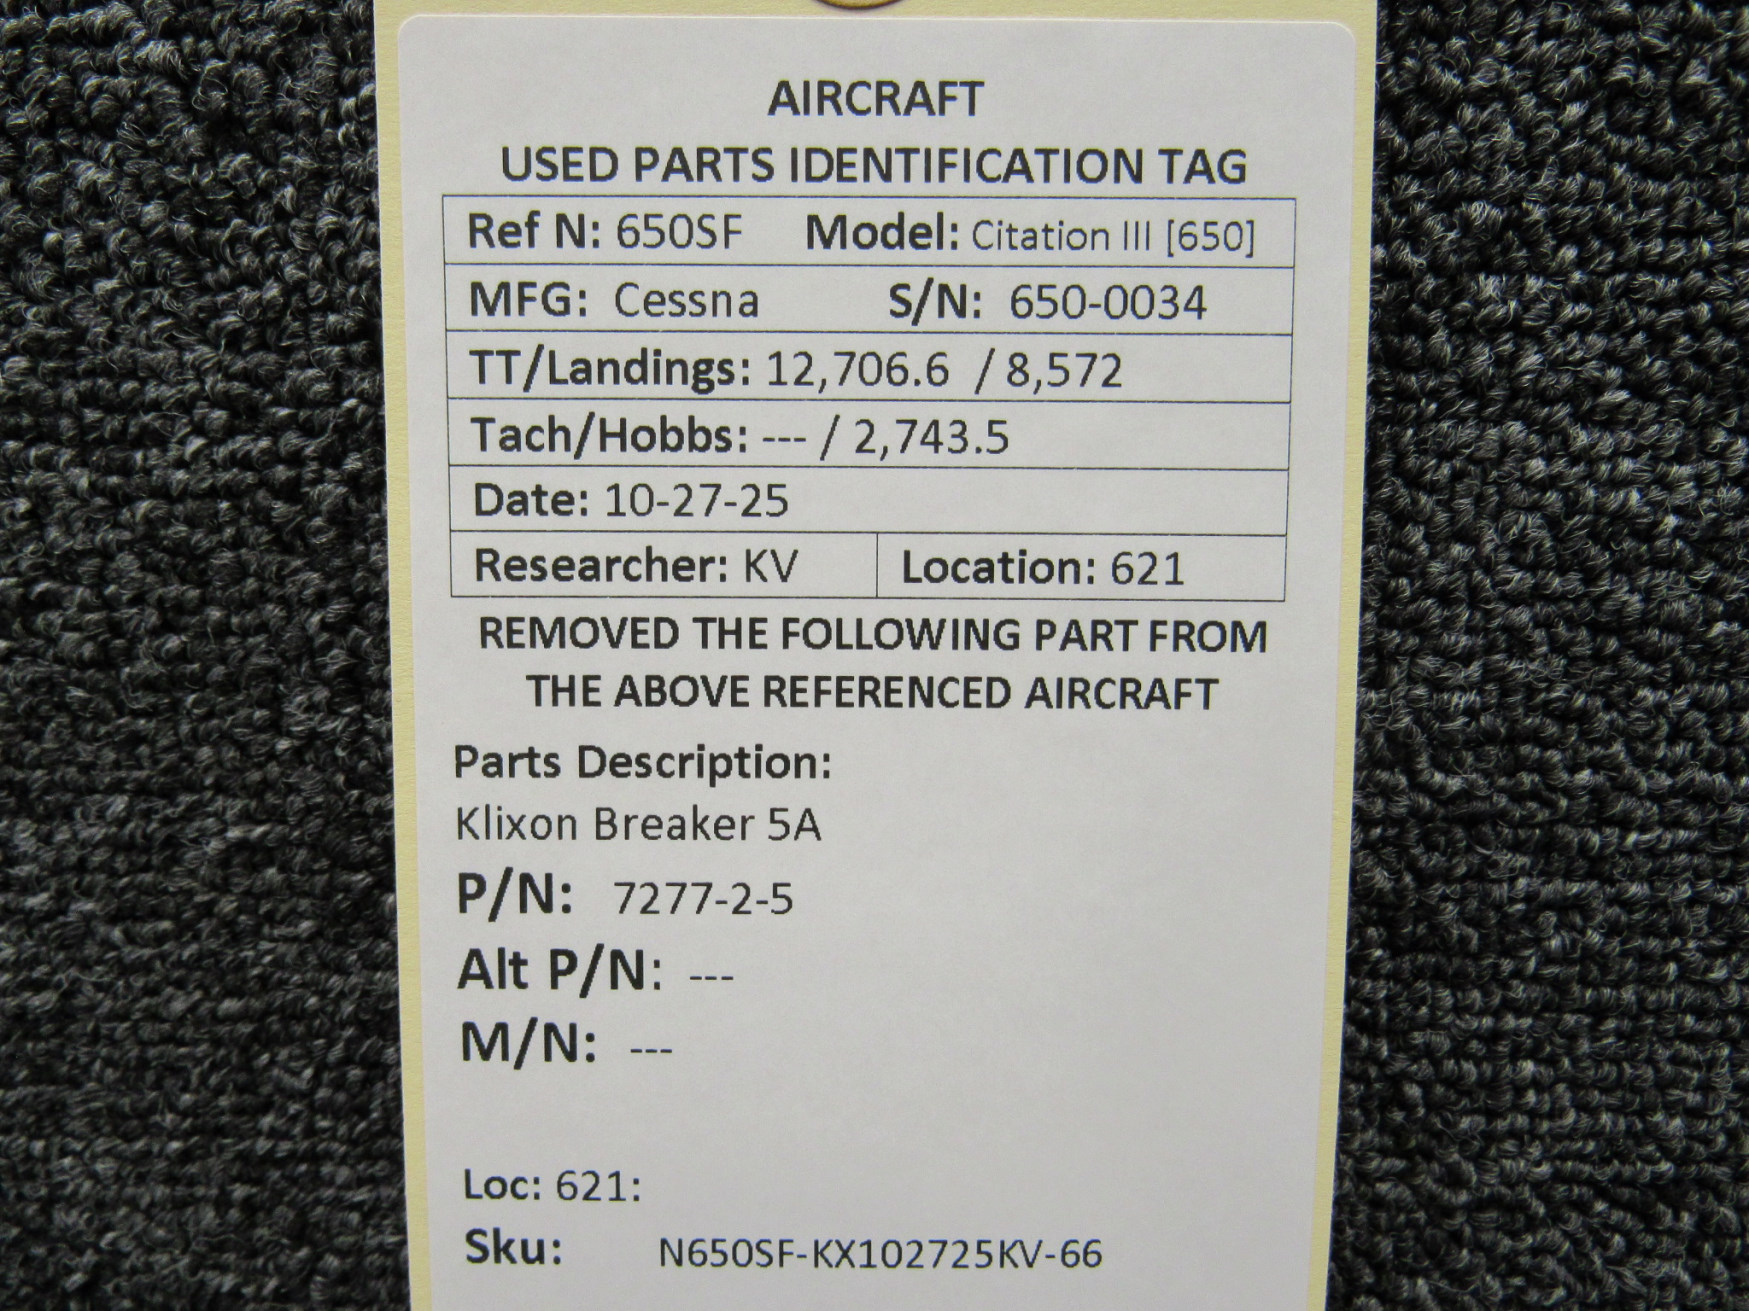 AIRCRAFT
USED PARTS IDENTIFICATION TAG
Ref N: 650SF Model: Citation III [650]
MFG: Cessna S/N: 650-0034
TT/Landings: 12,706.6 / 8,572
Tach/Hobbs: --- / 2,743.5
Date: 10-27-25
Researcher: KV Location: 621
REMOVED THE FOLLOWING PART FROM
THE ABOVE REFERENCED AIRCRAFT
Parts Description:
Klixon Breaker 5A
P/N: 7277-2-5
Alt P/N: ---
M/N: ---
Loc: 621:
Sku: N650SF-KX102725KV-66